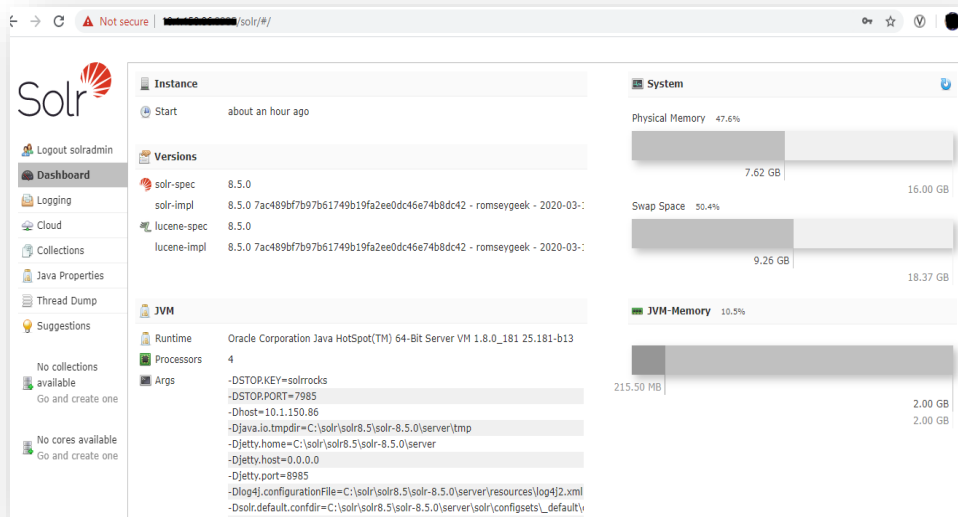 Not secure
/solr/#/
Solr
Logout solradmin
Dashboard
Logging
Cloud
Collections
Java Properties
Thread Dump
Suggestions
No collections
available
Go and create one
No cores available
Go and create one
Instance
Start about an hour ago
Versions
solr-spec 8.5.0
solr-impl 8.5.0 7ac489bf7b97b61749b19fa2ee0dc46e74b8dc42 - romseygeek - 2020-03-
lucene-spec 8.5.0
lucene-impl 8.5.0 7ac489bf7b97b61749b19fa2ee0dc46e74b8dc42 - romseygeek - 2020-03-
JVM
Runtime Oracle Corporation Java HotSpot(TM) 64-Bit Server VM 1.8.0_181 25.181-b13
Processors 4
Args -DSTOP.KEY=solrrocks
-DSTOP.PORT=7985
-Dhost=10.1.150.86
-Djava.io.tmpdir=C:\solr\solr8.5\solr-8.5.0\server\tmp
-Djetty.home=C:\solr\solr8.5\solr-8.5.0\server
-Djetty.host=0.0.0.0
-Djetty.port=8985
-Dlog4j.configurationFile=C:\solr\solr8.5\solr-8.5.0\server\resources\log4j2.xml
-Dsolr.default.confdir=C:\solr\solr8.5\solr-8.5.0\server\solr\configsets\_default\
System
Physical Memory 47.6%
7.62 GB
16.00 GB
Swap Space 50.4%
9.26 GB
18.37 GB
JVM-Memory 10.5%
215.50 MB
2.00 GB
2.00 GB